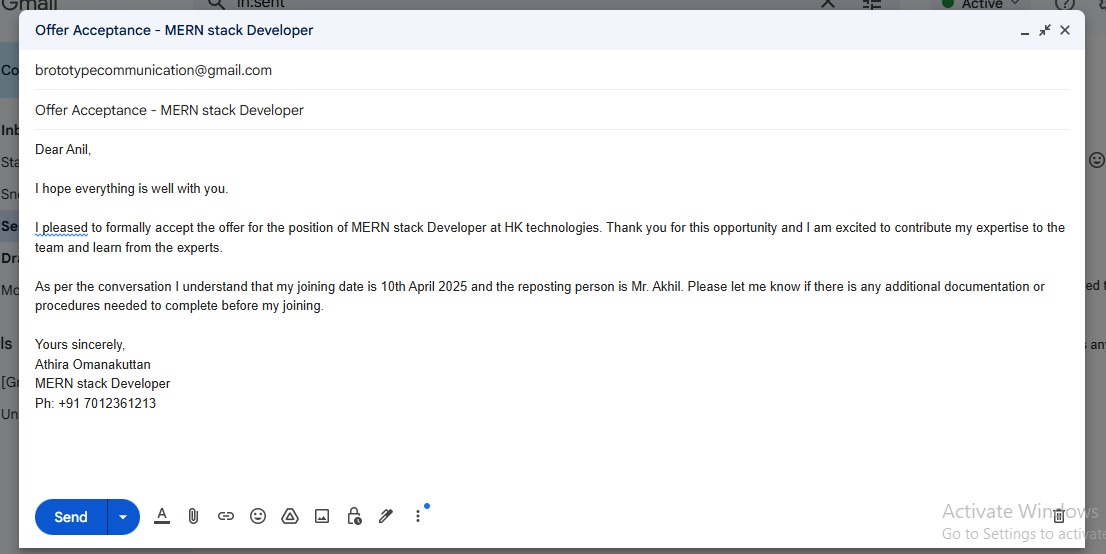 Gmail
in:sent
Active
Offer Acceptance - MERN stack Developer
brototypecommunication@gmail.com
Offer Acceptance - MERN stack Developer
Dear Anil,
I hope everything is well with you.
I pleased to formally accept the offer for the position of MERN stack Developer at HK technologies. Thank you for this opportunity and I am excited to contribute my expertise to the
team and learn from the experts.
As per the conversation I understand that my joining date is 10th April 2025 and the reposting person is Mr. Akhil. Please let me know if there is any additional documentation or
procedures needed to complete before my joining.
Yours sincerely,
Athira Omanakuttan
MERN stack Developer
Ph: +91 7012361213
Send
Activate Windows
Go to Settings to activate